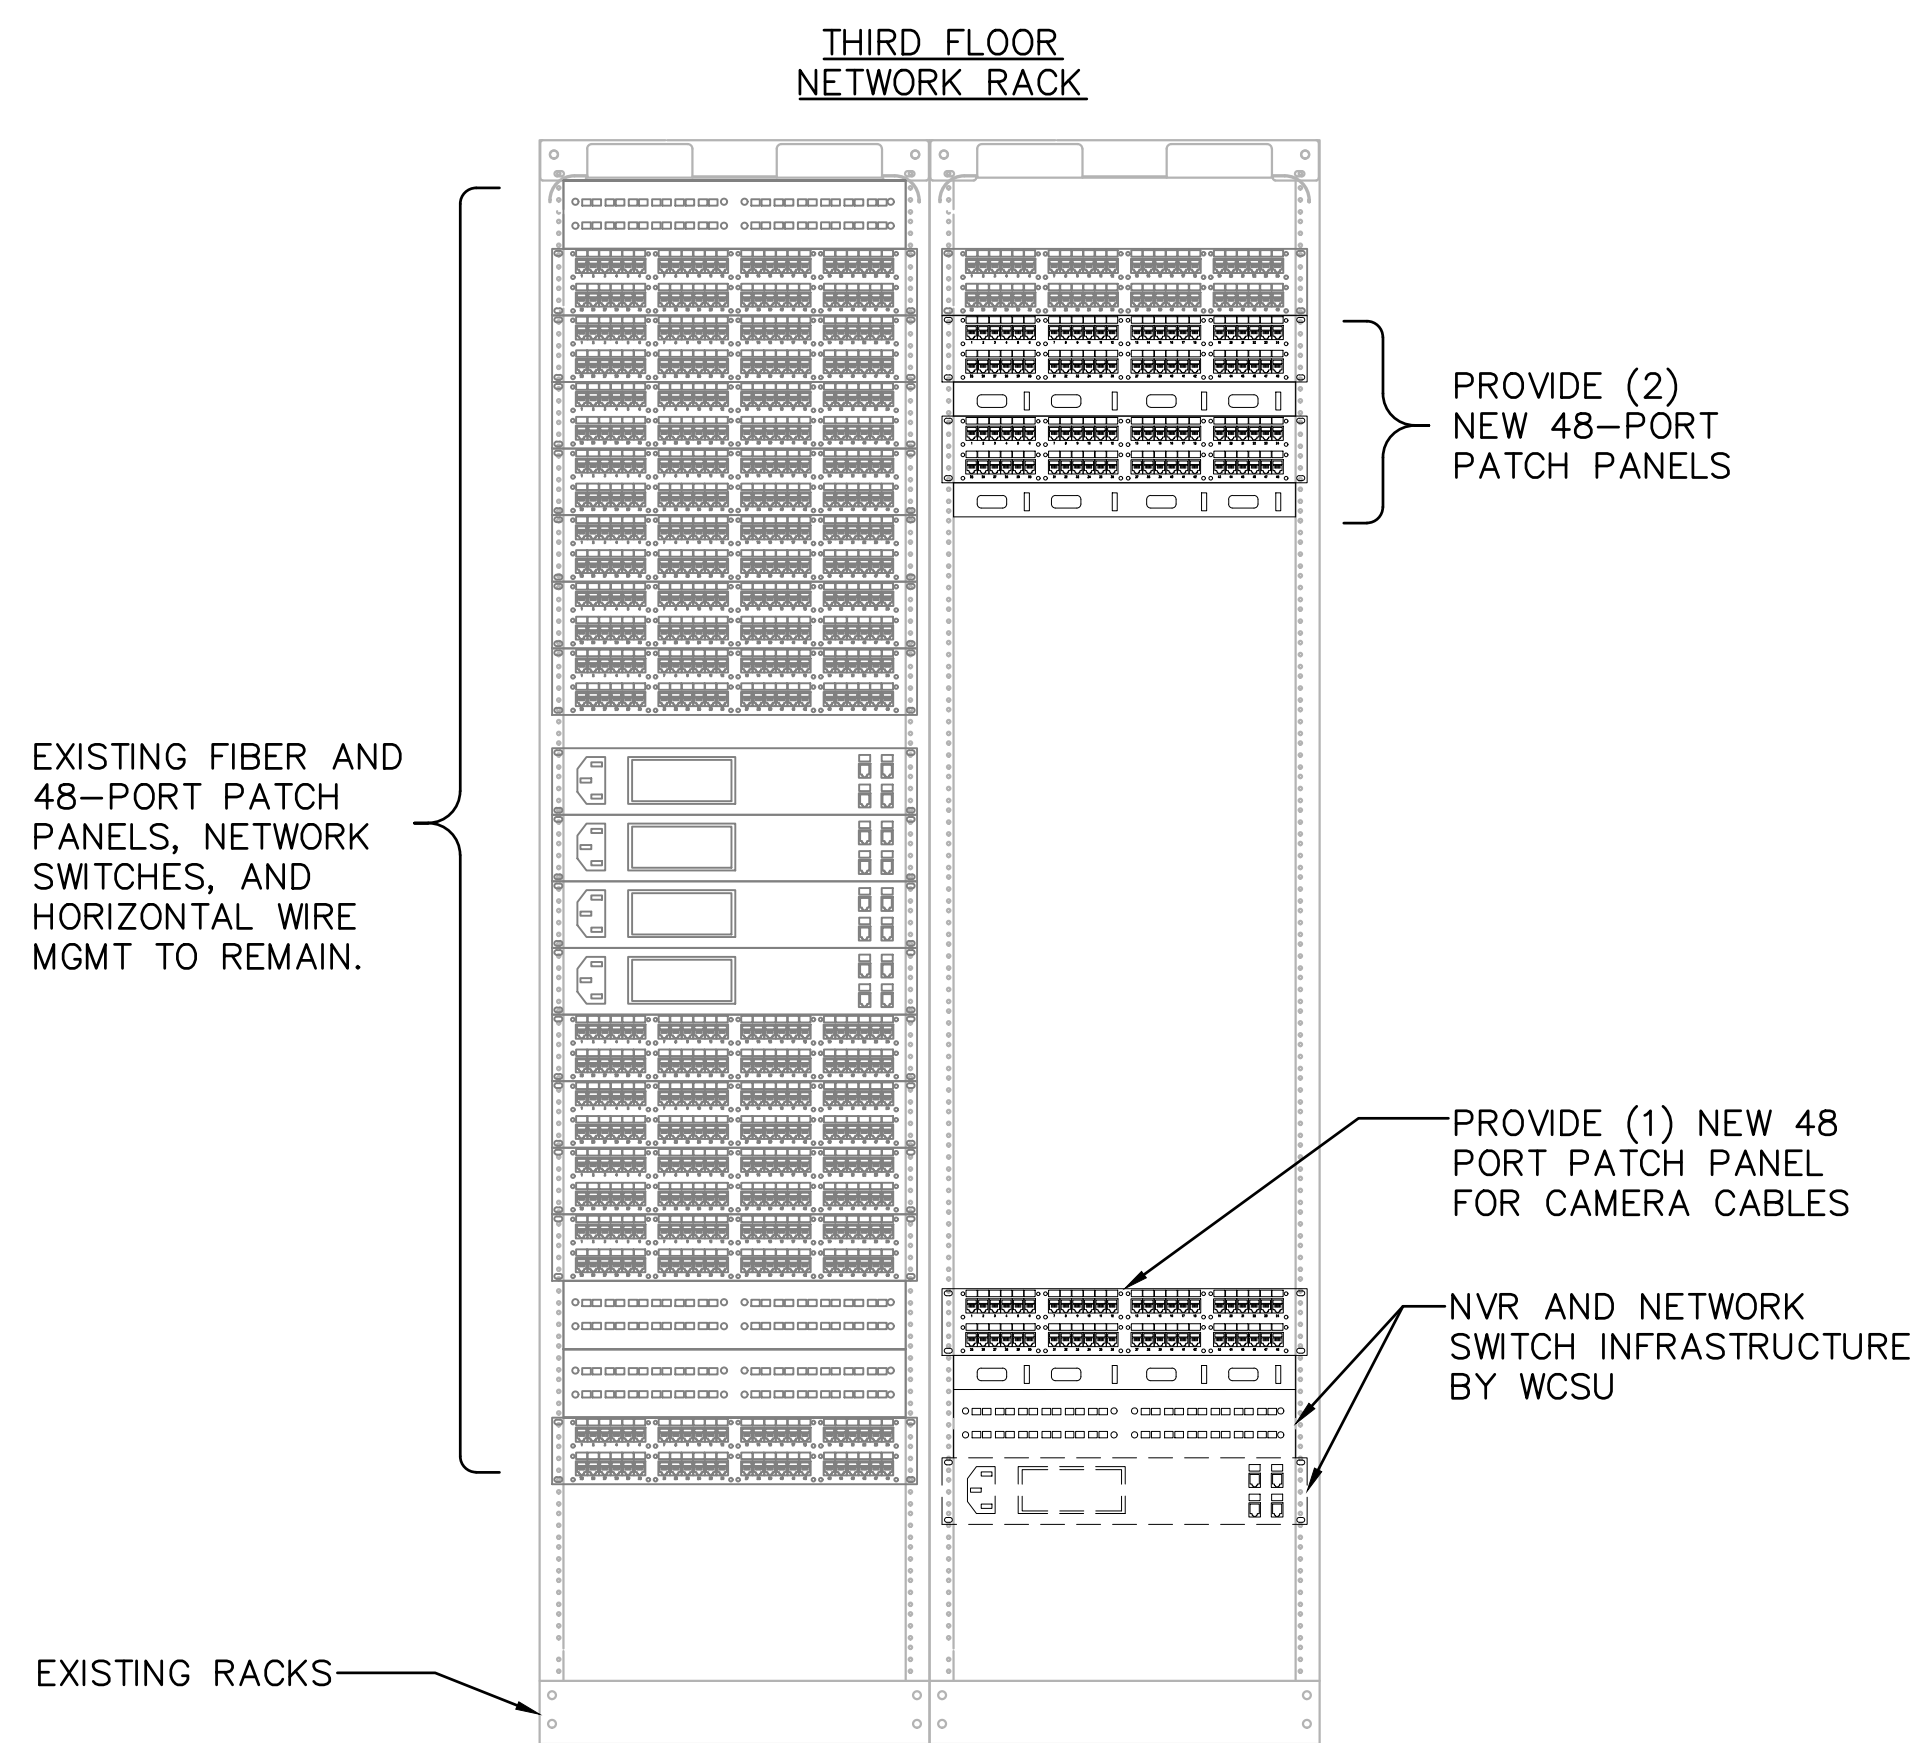 THIRD FLOOR
NETWORK RACK
PROVIDE (2)
NEW 48-PORT
PATCH PANELS
EXISTING FIBER AND
48-PORT PATCH
PANELS, NETWORK
SWITCHES, AND
HORIZONTAL WIRE
MGMT TO REMAIN.
PROVIDE (1) NEW 48
PORT PATCH PANEL
FOR CAMERA CABLES
NVR AND NETWORK
SWITCH INFRASTRUCTURE
BY WCSU
EXISTING RACKS